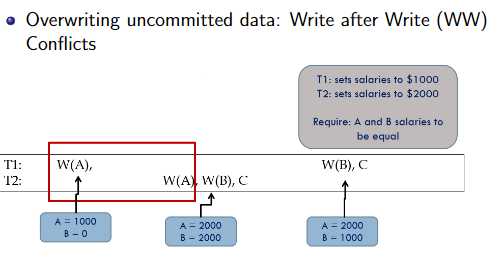 Overwriting uncommitted data: Write after Write (WW)
Conflicts
T1: sets salaries to $1000
T2: sets salaries to $2000
Require: A and B salaries to
be equal
T1: W(A), W(B), C
T2: W(A), W(B), C
A = 1000
B – 0
A = 2000
B = 2000
A = 2000
B = 1000